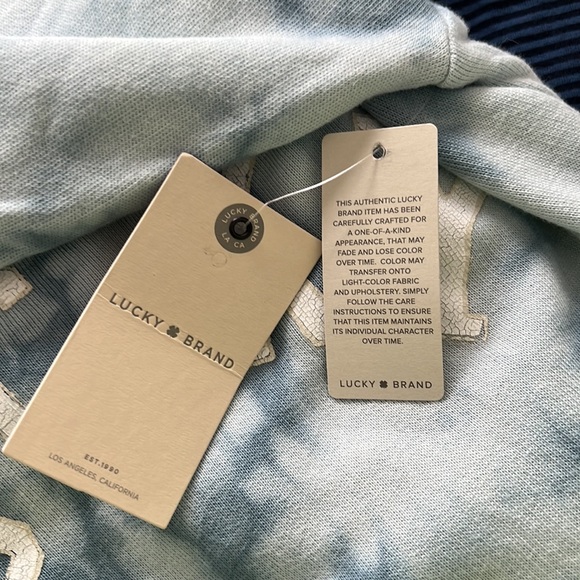 LUCKY BRAND
LA CA
LUCKY BRAND
EST.1990
LOS ANGELES, CALIFORNIA
THIS AUTHENTIC LUCKY
BRAND ITEM HAS BEEN
CAREFULLY CRAFTED FOR
A ONE-OF-A-KIND
APPEARANCE, THAT MAY
FADE AND LOSE COLOR
OVER TIME. COLOR MAY
TRANSFER ONTO
LIGHT-COLOR FABRIC
AND UPHOLSTERY. SIMPLY
FOLLOW THE CARE
INSTRUCTIONS TO ENSURE
THAT THIS ITEM MAINTAINS
ITS INDIVIDUAL CHARACTER
OVER TIME.
LUCKY BRAND